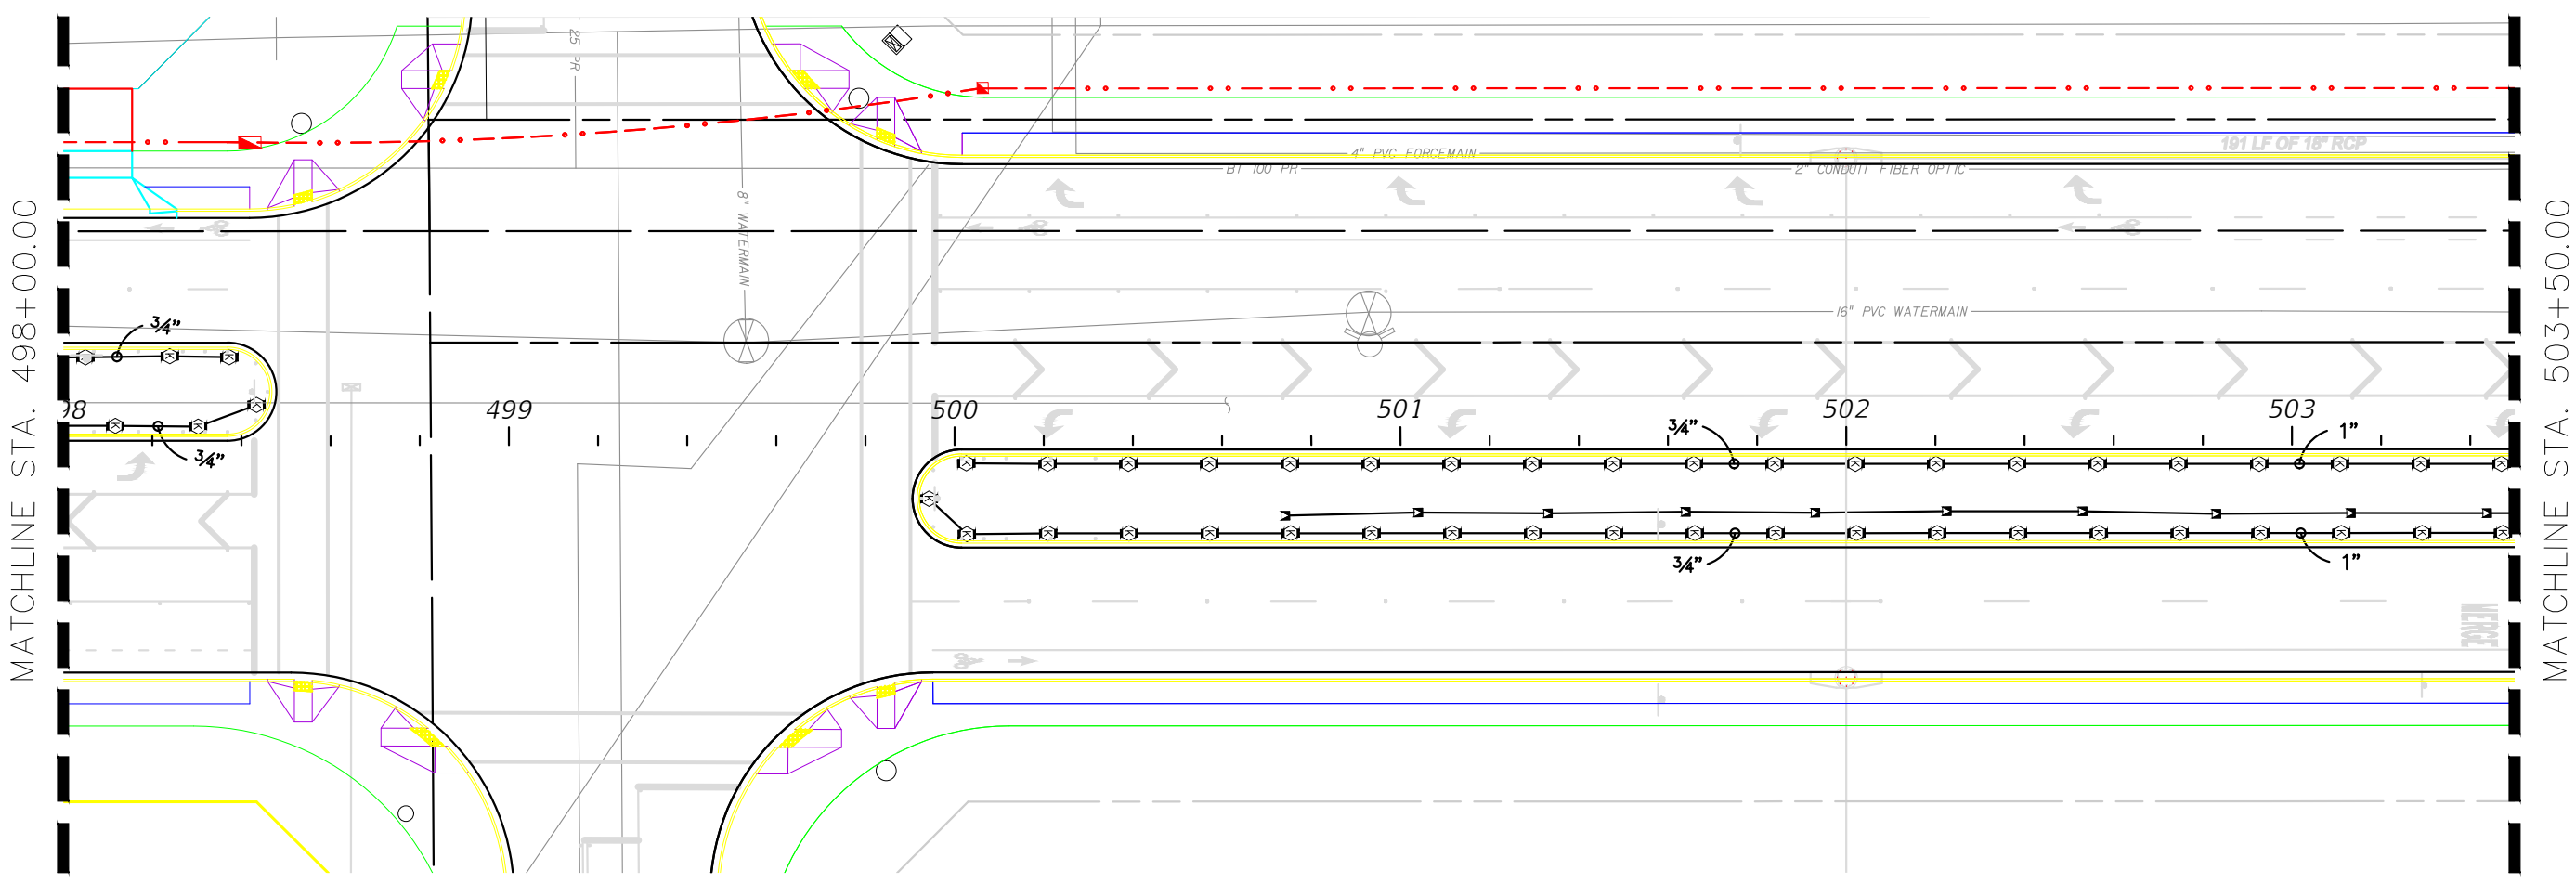 25 PR
4" PVC FORCEMAIN
191 LF OF 18" RCP
BT 100 PR
2" CONDUIT FIBER OPTIC
8" WATERMAIN
MATCHLINE STA. 498+00.00
MATCHLINE STA. 503+50.00
16" PVC WATERMAIN
3/4"
98
499
500
501
502
503
3/4"
3/4"
1"
3/4"
1"
MERGE